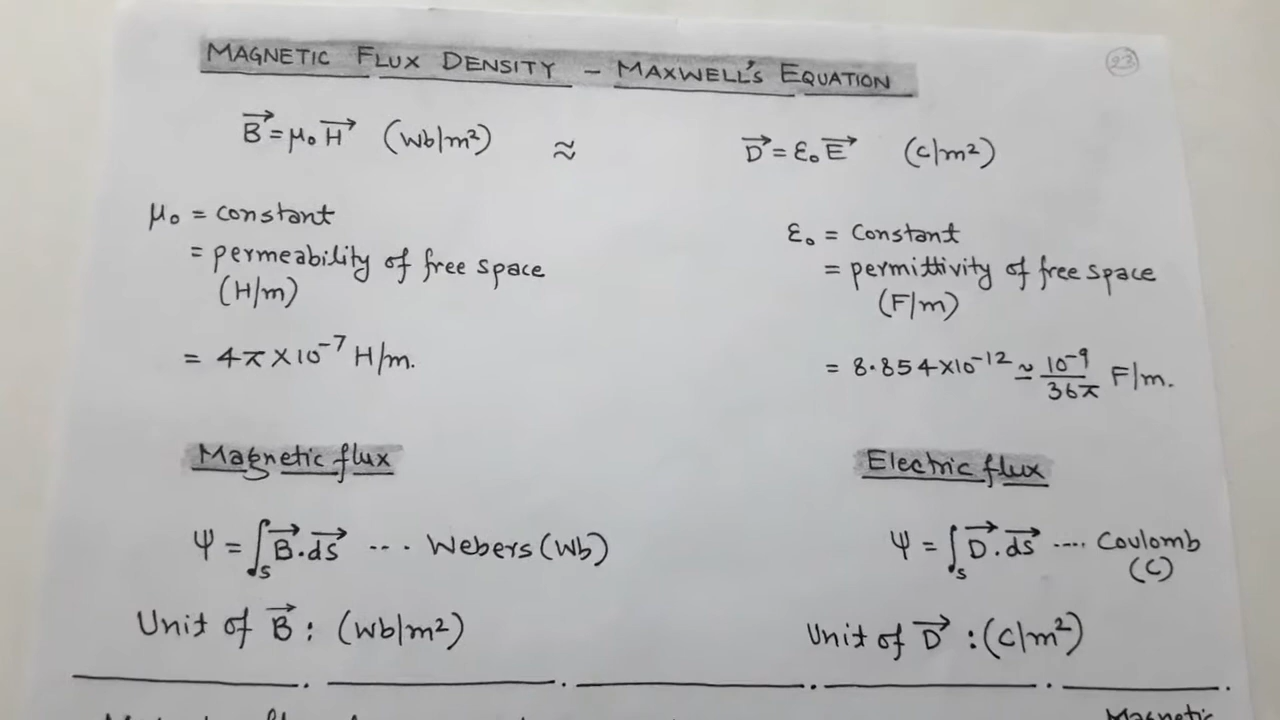 MAGNETIC FLUX DENSITY – MAXWELL'S EQUATION
23
B⃗ = μ₀H⃗ (Wb/m²) ≈ D⃗ = ε₀E⃗ (C/m²)
μ₀ = constant
= permeability of free space
(H/m)
= 4π×10⁻⁷ H/m.
ε₀ = Constant
= permittivity of free space
(F/m)
= 8.854×10⁻¹² ≃ 10⁻⁹/36π F/m.
Magnetic flux
ψ = ∫ₛ B⃗.ds⃗ .... Webers (Wb)
Unit of B⃗ : (Wb/m²)
Electric flux
ψ = ∫ₛ D⃗.ds⃗ .... Coulomb
(C)
Unit of D⃗ : (C/m²)
Magnetic